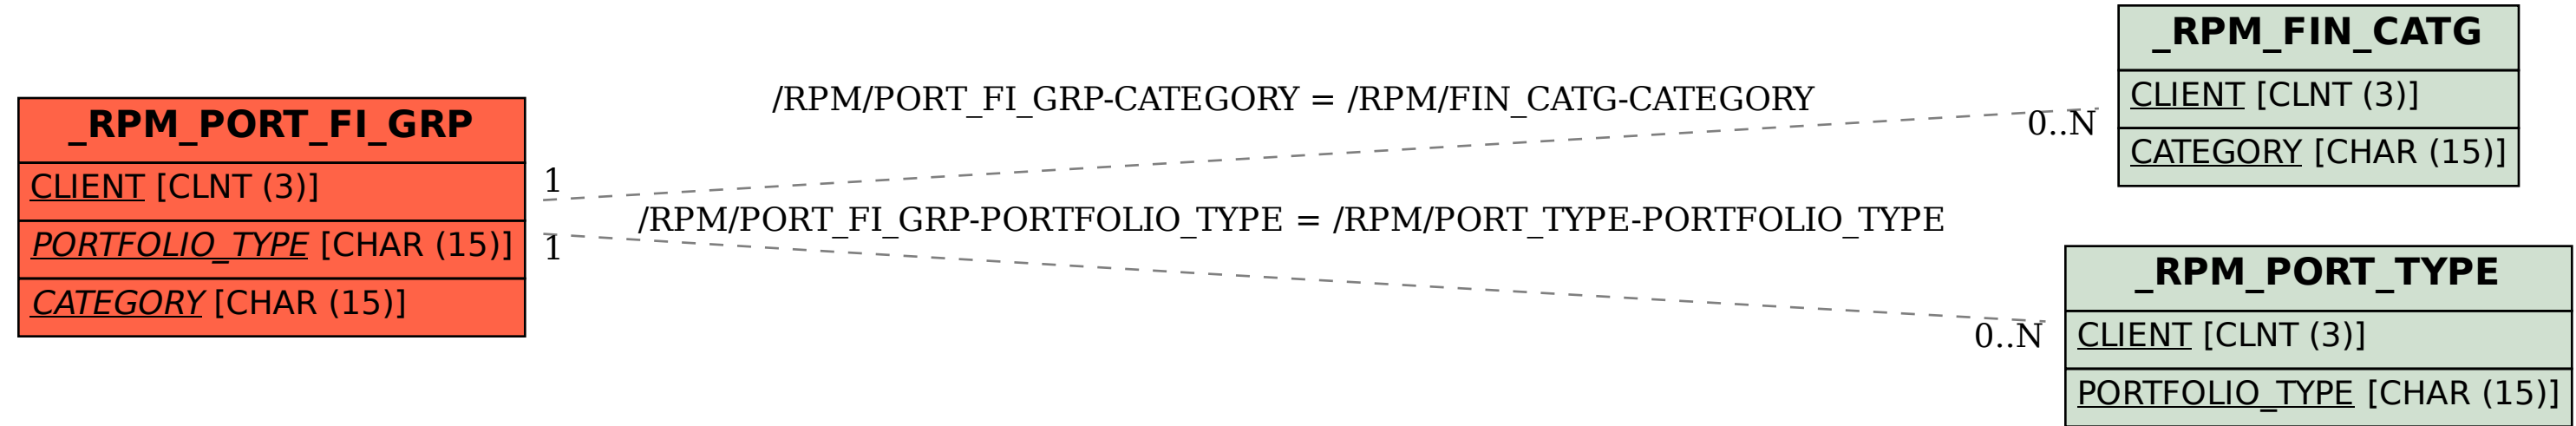 _RPM_PORT_FI_GRP
CLIENT [CLNT (3)]
PORTFOLIO_TYPE [CHAR (15)]
CATEGORY [CHAR (15)]
/RPM/PORT_FI_GRP-CATEGORY = /RPM/FIN_CATG-CATEGORY
1
0..N
/RPM/PORT_FI_GRP-PORTFOLIO_TYPE = /RPM/PORT_TYPE-PORTFOLIO_TYPE
1
0..N
_RPM_FIN_CATG
CLIENT [CLNT (3)]
CATEGORY [CHAR (15)]
_RPM_PORT_TYPE
CLIENT [CLNT (3)]
PORTFOLIO_TYPE [CHAR (15)]